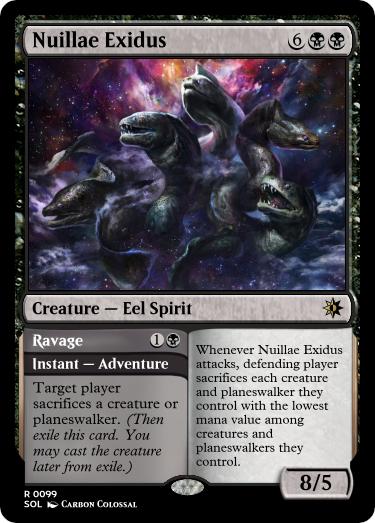 Nuillae Exidus 6
Creature — Eel Spirit
Ravage 1
Instant — Adventure
Target player
sacrifices a creature or
planeswalker. (Then
exile this card. You
may cast the creature
later from exile.)
Whenever Nuillae Exidus
attacks, defending player
sacrifices each creature
and planeswalker they
control with the lowest
mana value among
creatures and
planeswalkers they
control.
8/5
R 0099
SOL Carbon Colossal